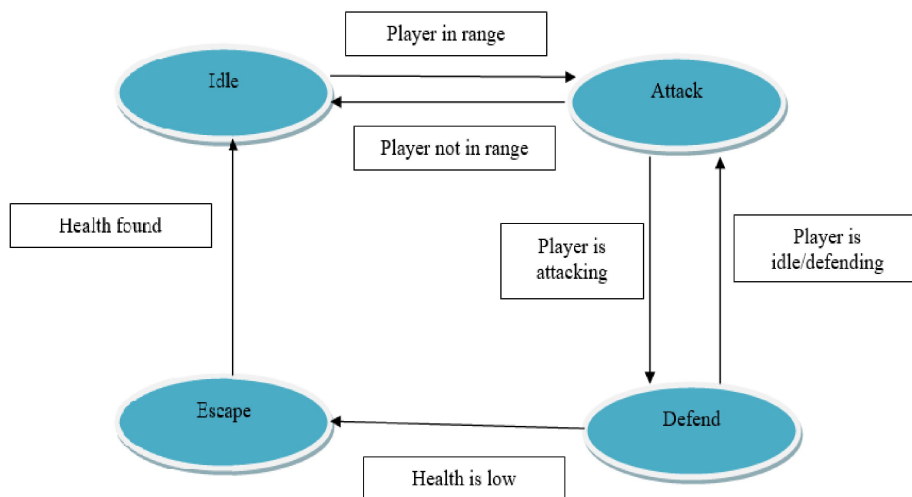 Player in range
Idle
Attack
Player not in range
Health found
Player is
attacking
Player is
idle/defending
Escape
Defend
Health is low